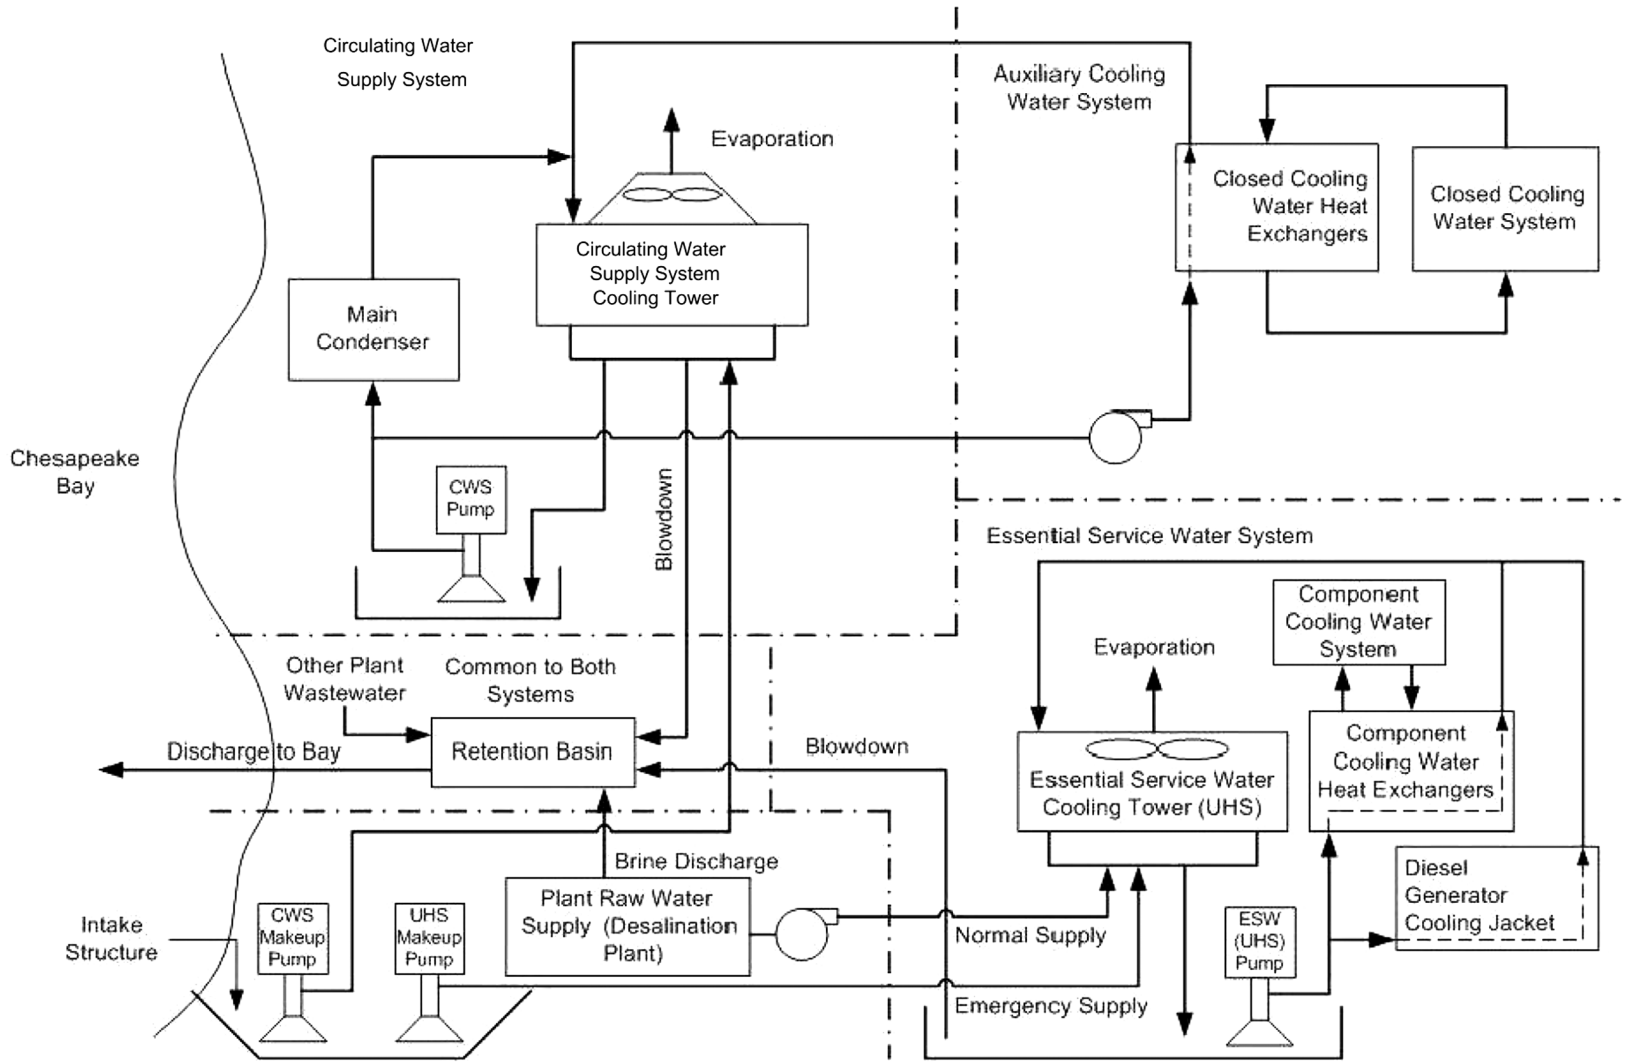 Circulating Water
Supply System
Auxiliary Cooling
Water System
Evaporation
Closed Cooling
Water Heat
Exchangers
Closed Cooling
Water System
Circulating Water
Supply System
Cooling Tower
Main
Condenser
Chesapeake
Bay
CWS
Pump
Blowdown
Essential Service Water System
Component
Cooling Water
System
Evaporation
Other Plant
Wastewater
Common to Both
Systems
Retention Basin
Discharge to Bay
Blowdown
Essential Service Water
Cooling Tower (UHS)
Component
Cooling Water
Heat Exchangers
Brine Discharge
Diesel
Generator
Cooling Jacket
Plant Raw Water
Supply (Desalination
Plant)
Intake
Structure
CWS
Makeup
Pump
UHS
Makeup
Pump
Normal Supply
ESW
(UHS)
Pump
Emergency Supply